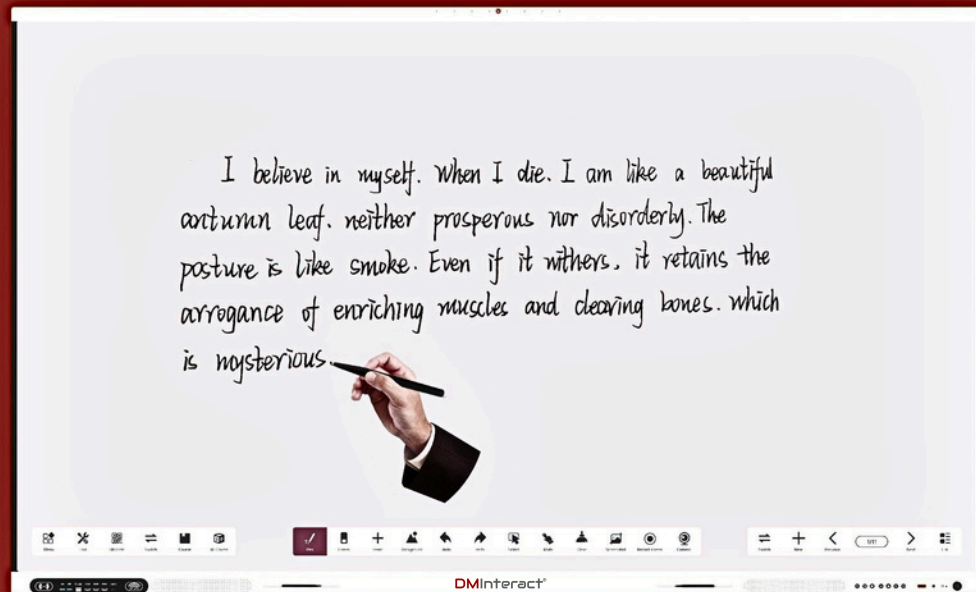 I believe in myself. When I die. I am like a beautiful
autumn leaf. neither prosperous nor disorderly. The
posture is like smoke. Even if it withers, it retains the
arrogance of enriching muscles and clearing bones. which
is mysterious.
DMInteract